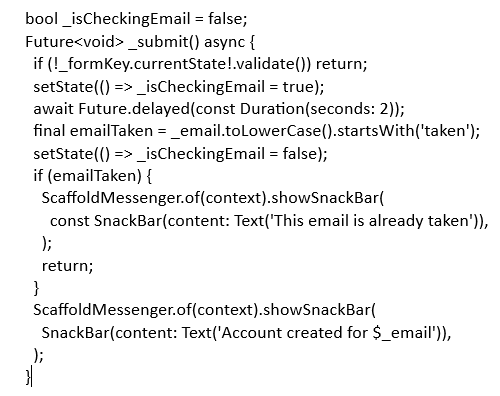 bool _isCheckingEmail = false;
Future<void> _submit() async {
if (!_formKey.currentState!.validate()) return;
setState(() => _isCheckingEmail = true);
await Future.delayed(const Duration(seconds: 2));
final emailTaken = _email.toLowerCase().startsWith('taken');
setState(() => _isCheckingEmail = false);
if (emailTaken) {
ScaffoldMessenger.of(context).showSnackBar(
const SnackBar(content: Text('This email is already taken')),
);
return;
}
ScaffoldMessenger.of(context).showSnackBar(
SnackBar(content: Text('Account created for $_email')),
);
}